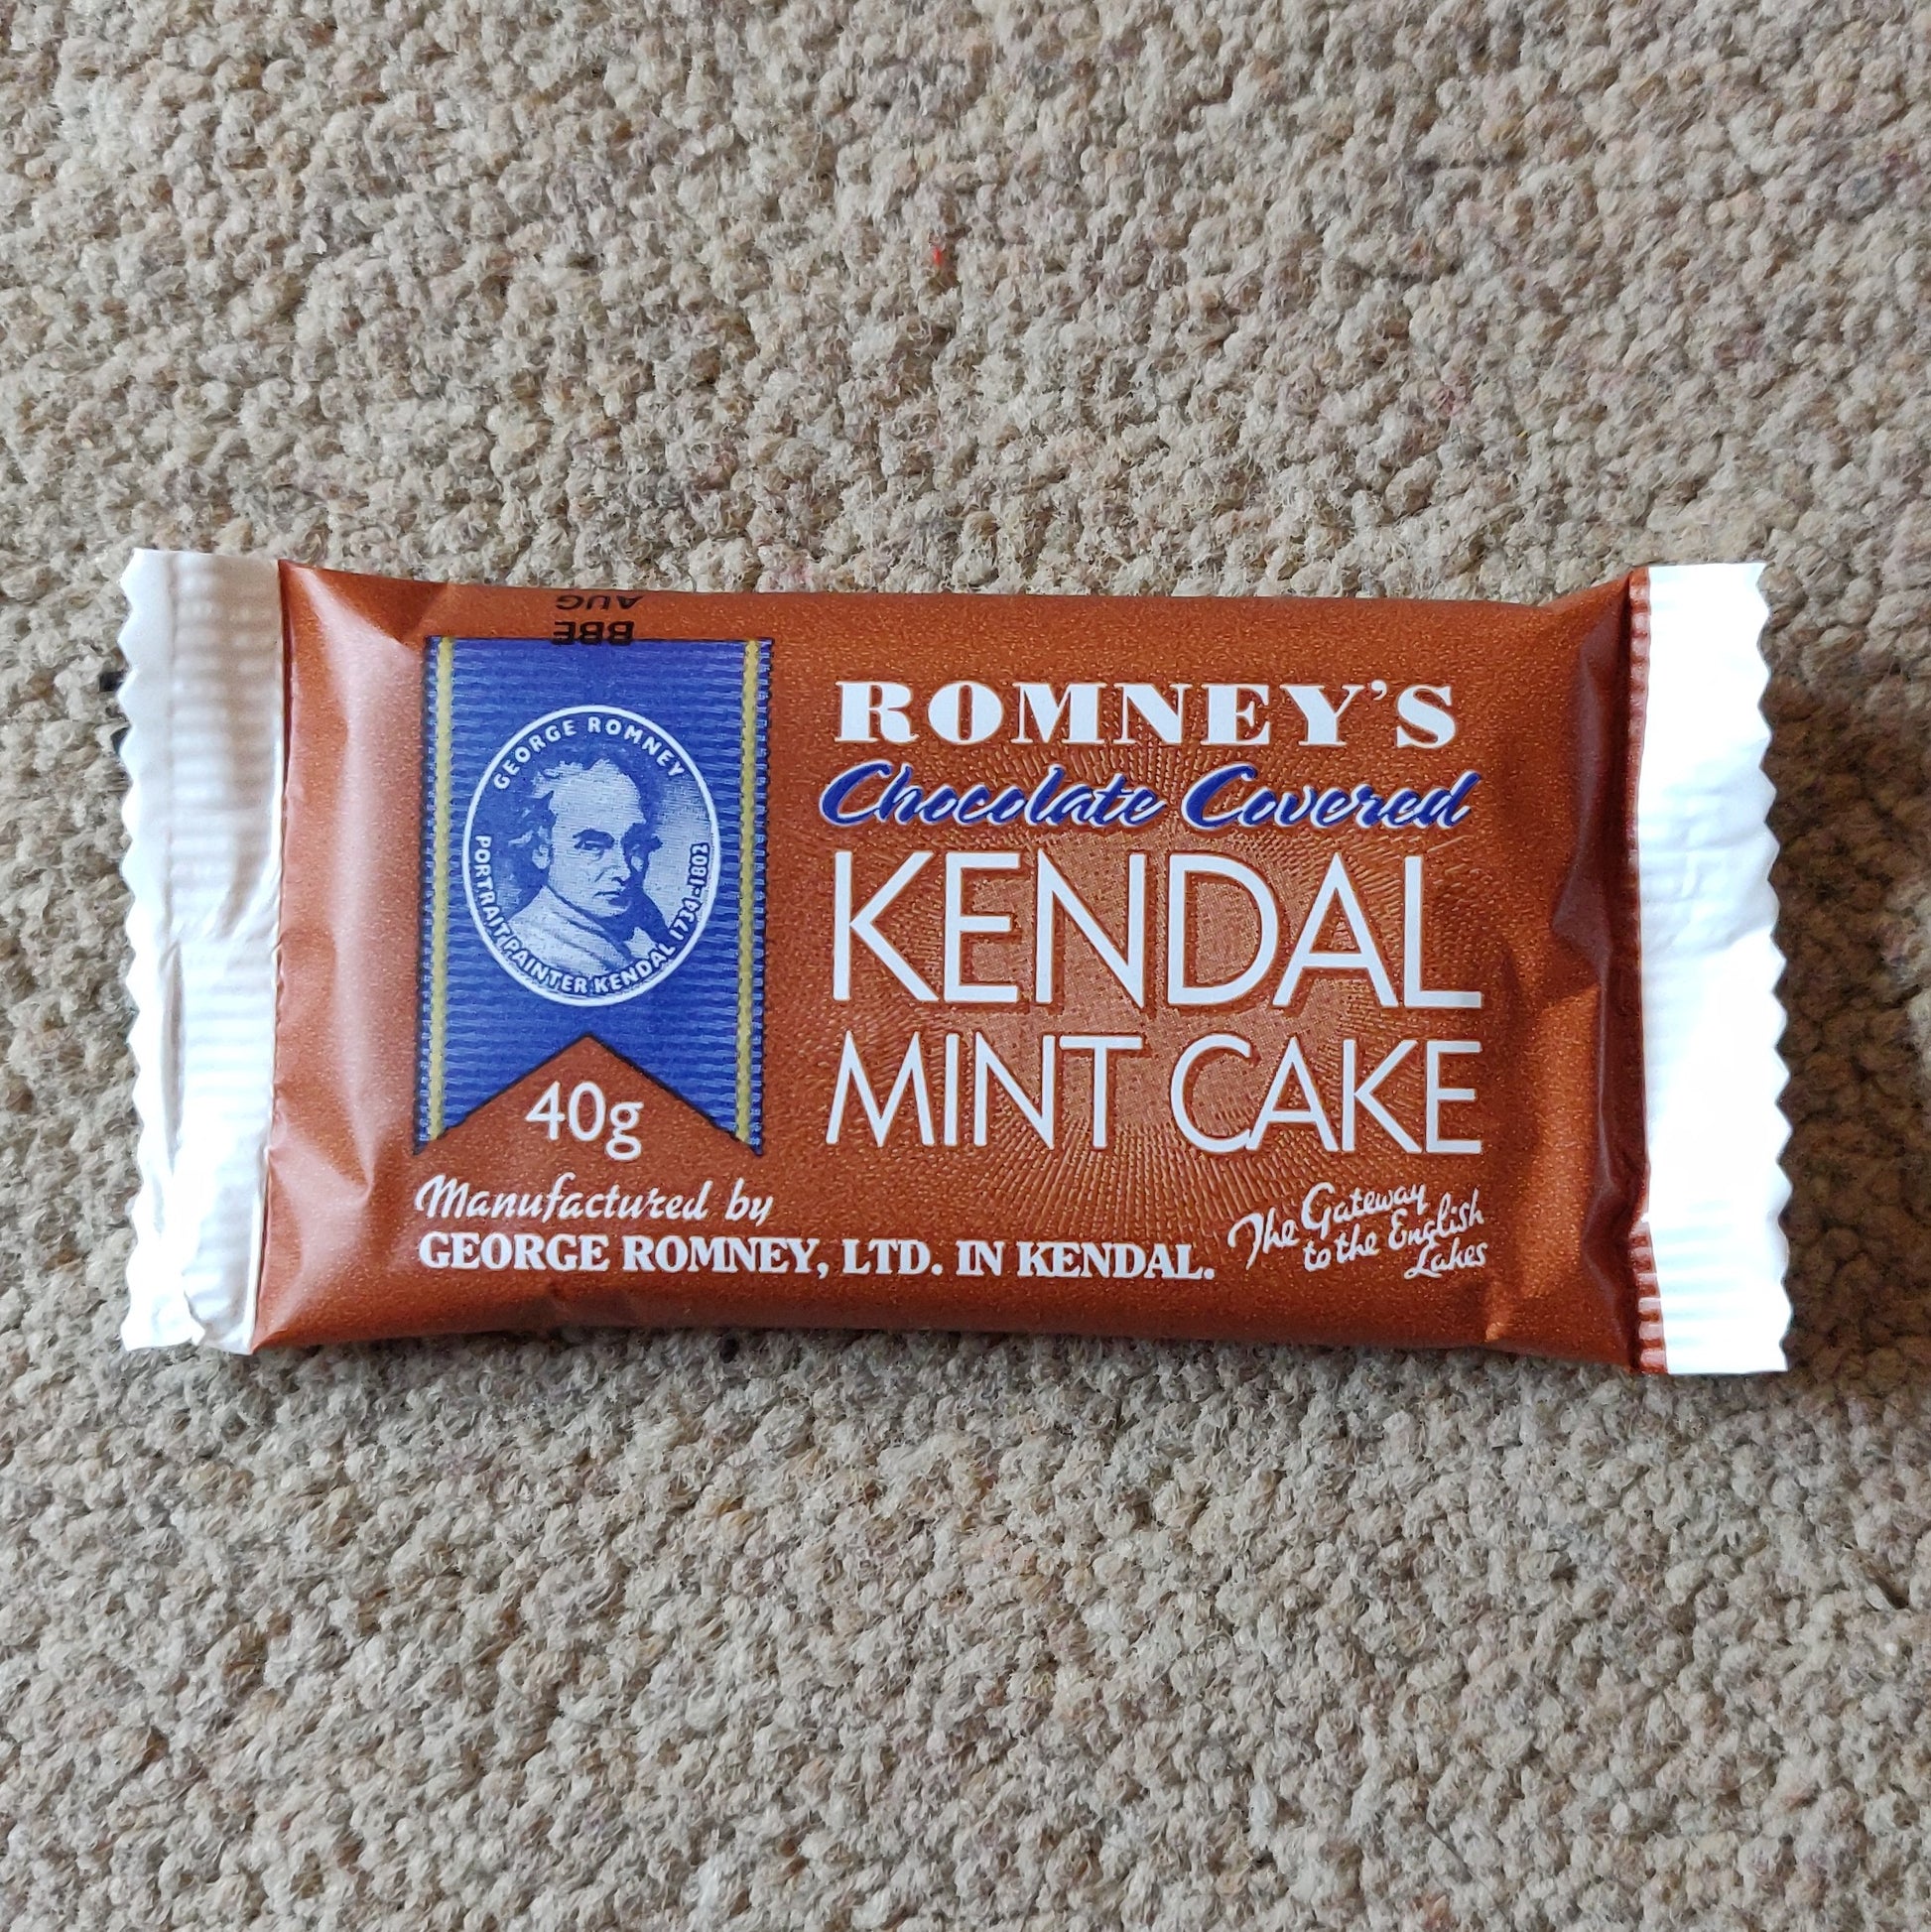 BBE
AUG
GEORGE ROMNEY
PORTRAIT PAINTER KENDAL 1734-1802
40g
ROMNEY'S
Chocolate Covered
KENDAL
MINT CAKE
Manufactured by
GEORGE ROMNEY, LTD. IN KENDAL.
The Gateway
to the English
Lakes